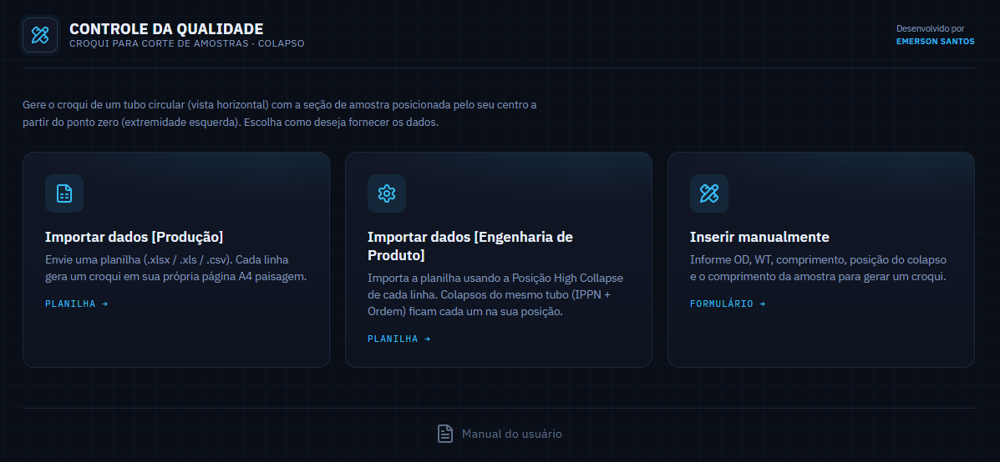 CONTROLE DA QUALIDADE
CROQUI PARA CORTE DE AMOSTRAS · COLAPSO
Desenvolvido por
EMERSON SANTOS
Gere o croqui de um tubo circular (vista horizontal) com a seção de amostra posicionada pelo seu centro a
partir do ponto zero (extremidade esquerda). Escolha como deseja fornecer os dados.
Importar dados [Produção]
Envie uma planilha (.xlsx / .xls / .csv). Cada linha
gera um croqui em sua própria página A4 paisagem.
PLANILHA →
Importar dados [Engenharia de
Produto]
Importa a planilha usando a Posição High Collapse
de cada linha. Colapsos do mesmo tubo (IPPN +
Ordem) ficam cada um na sua posição.
PLANILHA →
Inserir manualmente
Informe OD, WT, comprimento, posição do colapso
e o comprimento da amostra para gerar um croqui.
FORMULÁRIO →
Manual do usuário